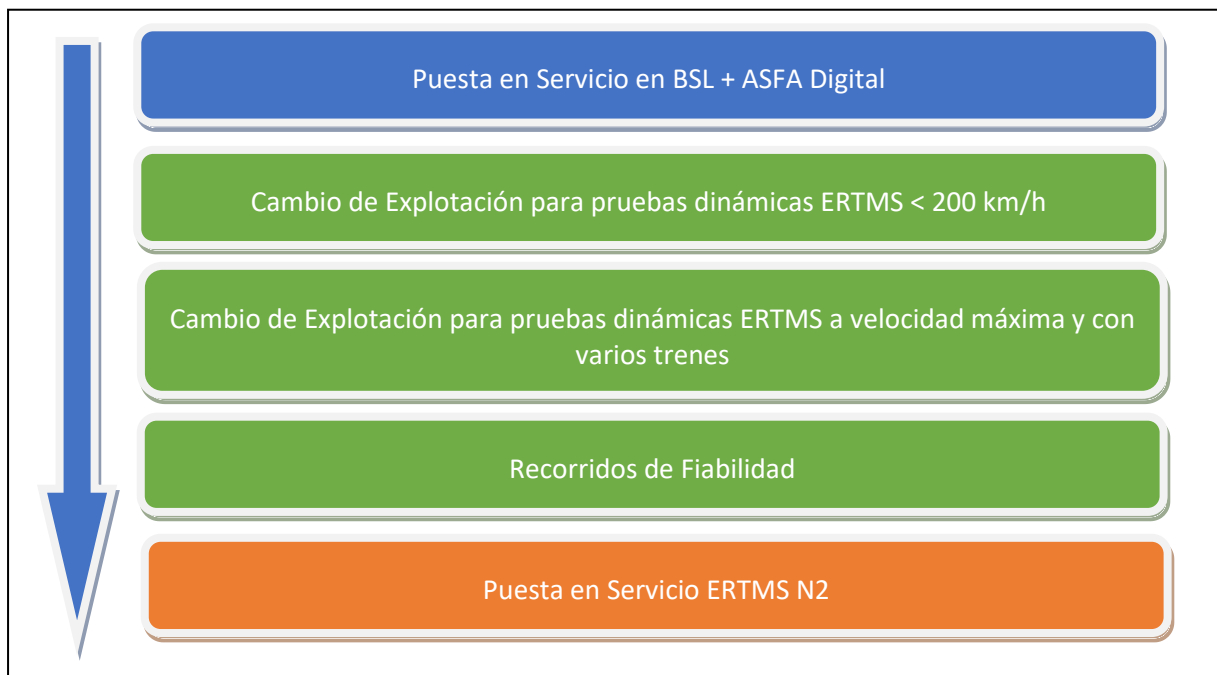 Puesta en Servicio en BSL + ASFA Digital
Cambio de Explotación para pruebas dinámicas ERTMS < 200 km/h
Cambio de Explotación para pruebas dinámicas ERTMS a velocidad máxima y con
varios trenes
Recorridos de Fiabilidad
Puesta en Servicio ERTMS N2